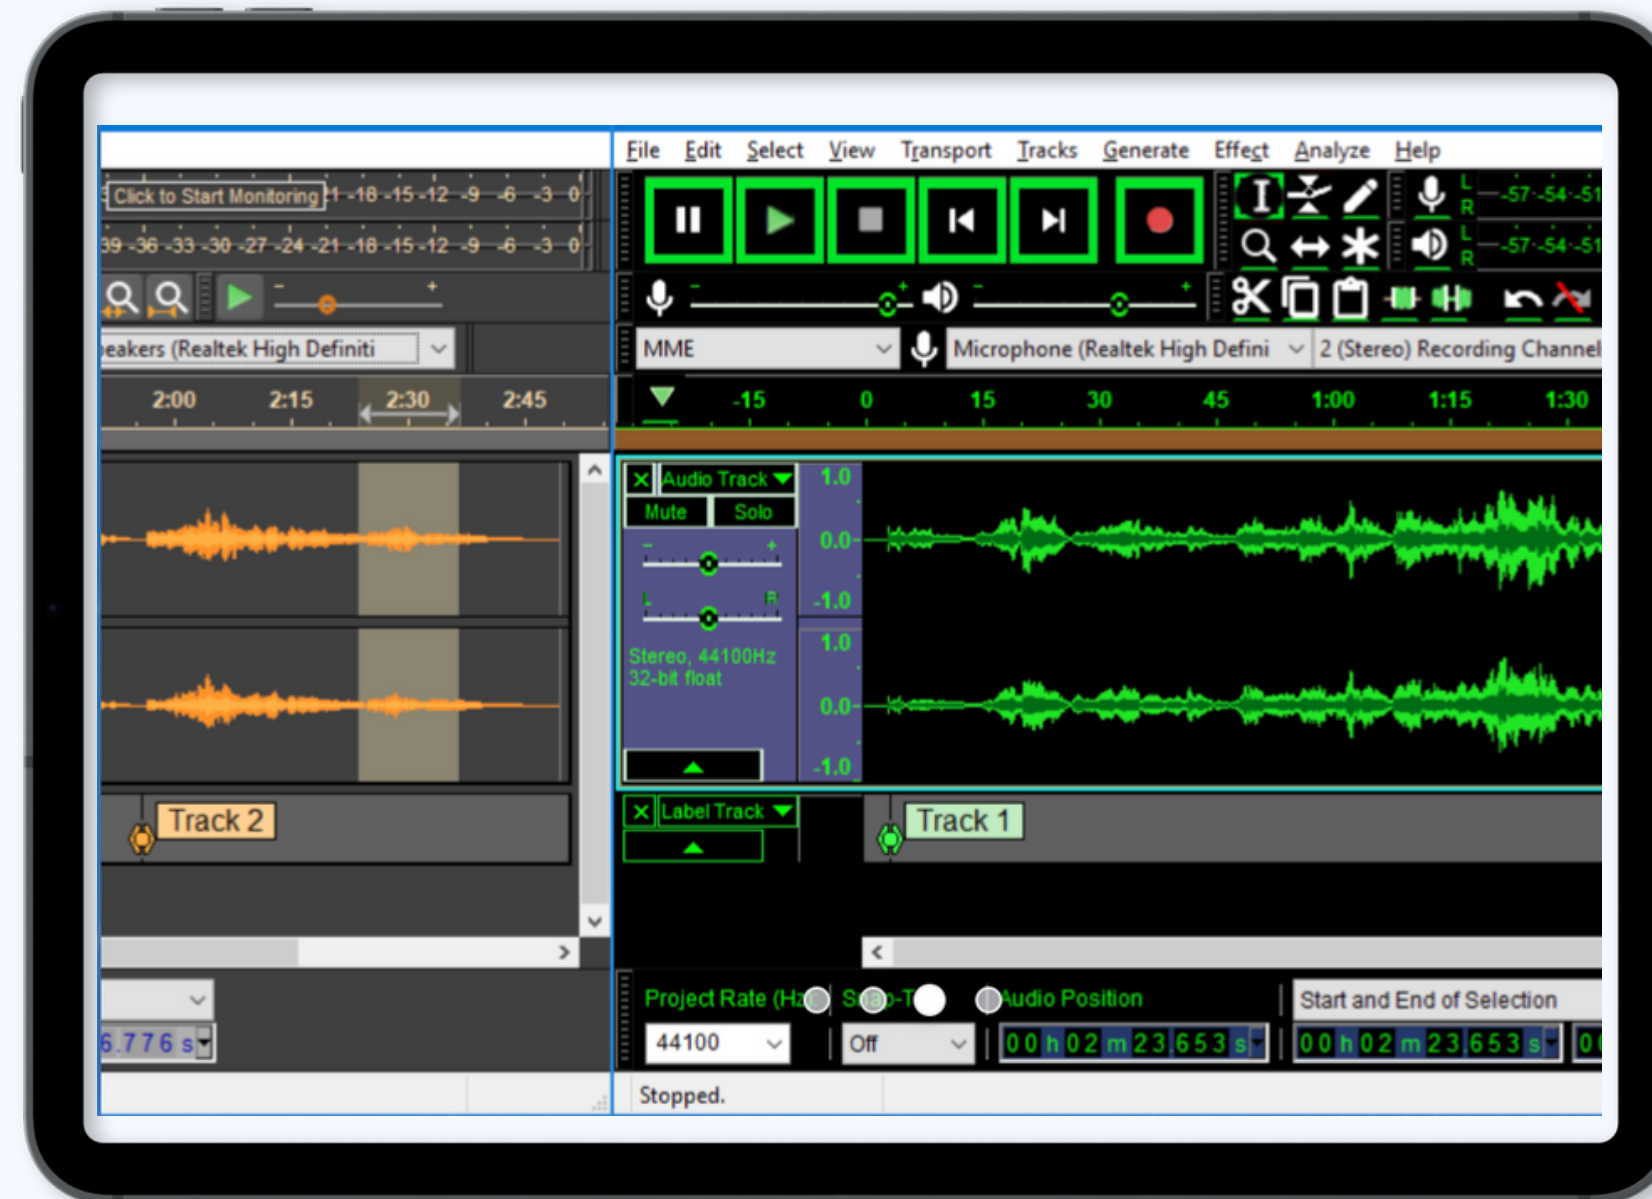 File Edit Select View Transport Tracks Generate Effect Analyze Help
Click to Start Monitoring -18 -15 -12 -9 -6 -3 0
39 -36 -33 -30 -27 -24 -21 -18 -15 -12 -9 -6 -3 0
L -57 -54 -51
R
L -57 -54 -51
R
- +
- + - +
(Realtek High Definiti
MME Microphone (Realtek High Defini 2 (Stereo) Recording Channel
2:00 2:15 2:30 2:45
-15 0 15 30 45 1:00 1:15 1:30
× Audio Track 1.0
Mute Solo
- + 0.0
L R -1.0
1.0
Stereo, 44100Hz
32-bit float
0.0
-1.0
Track 2
× Label Track Track 1
Project Rate Audio Position Start and End of Selection
6.776 s
44100 Off 00 h 02 m 23.653 s 00 h 02 m 23.653 s
Stopped.